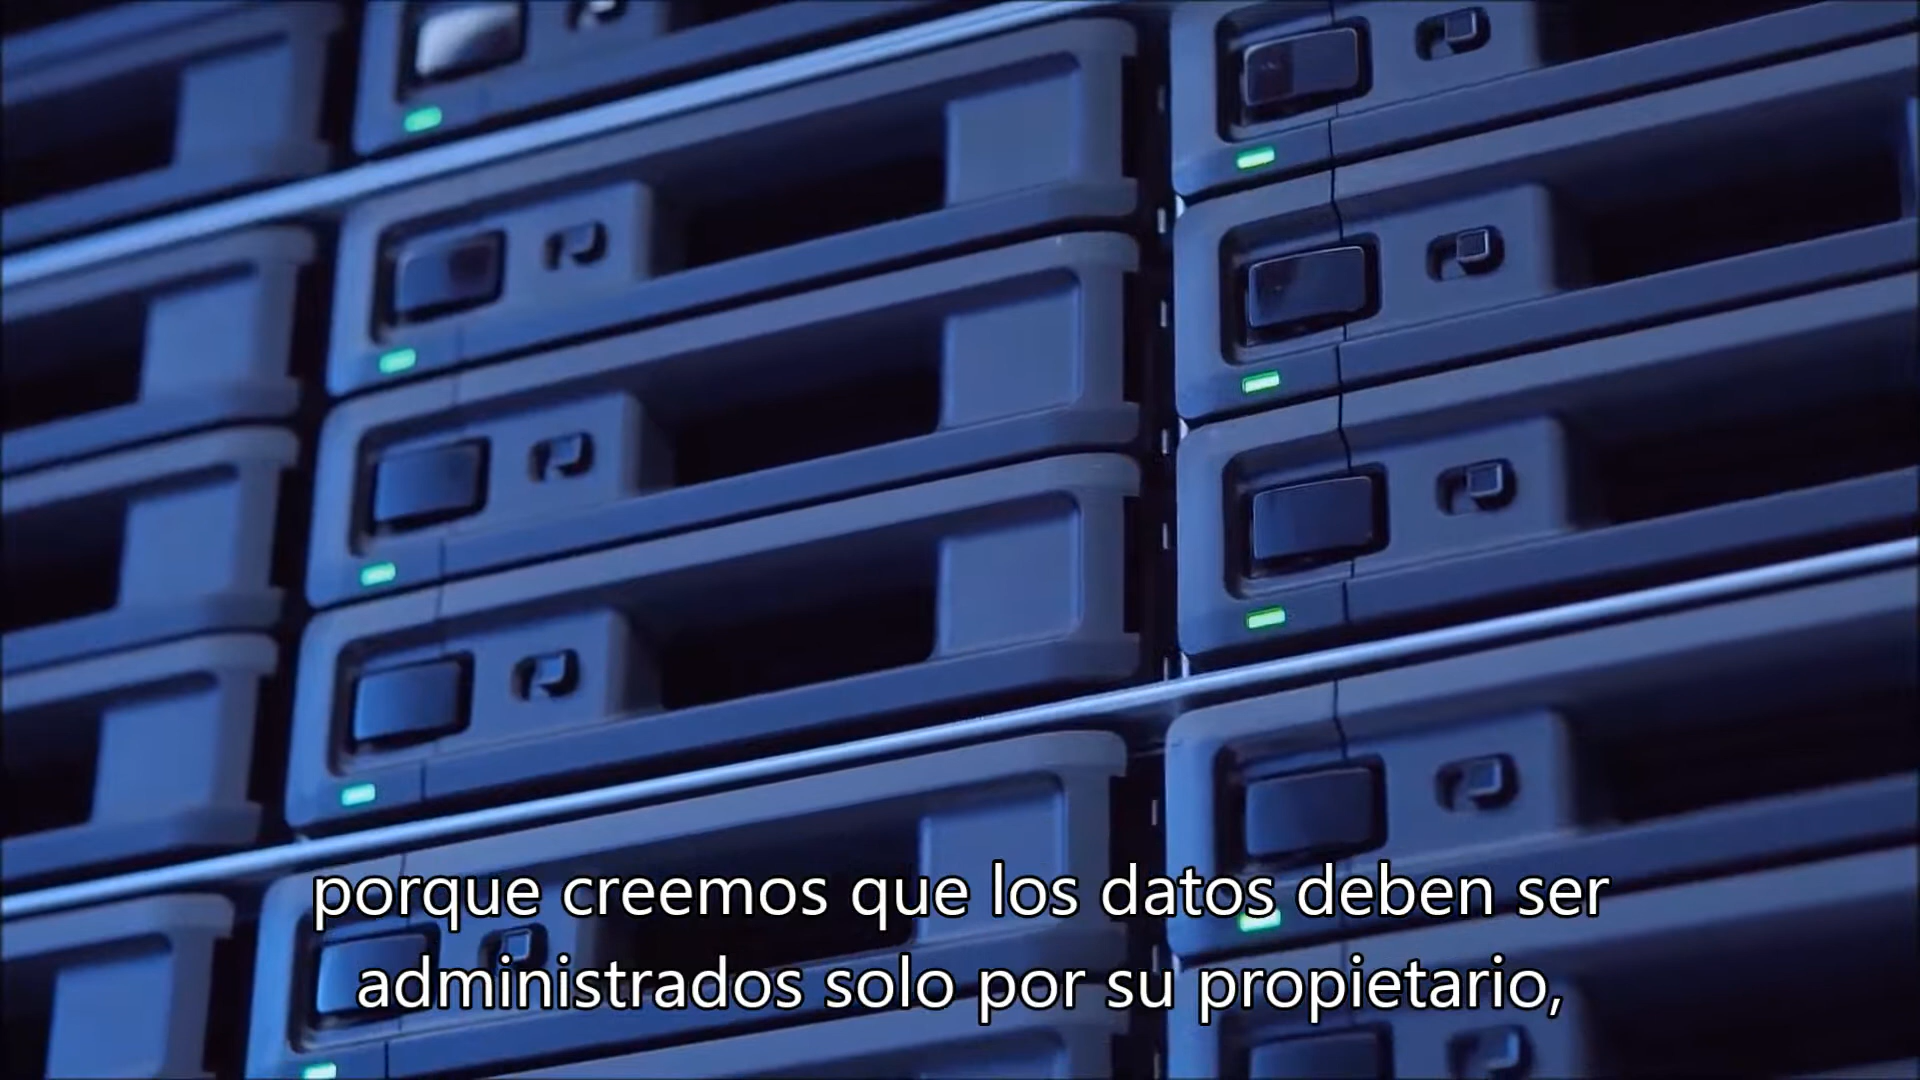 porque creemos que los datos deben ser
administrados solo por su propietario,